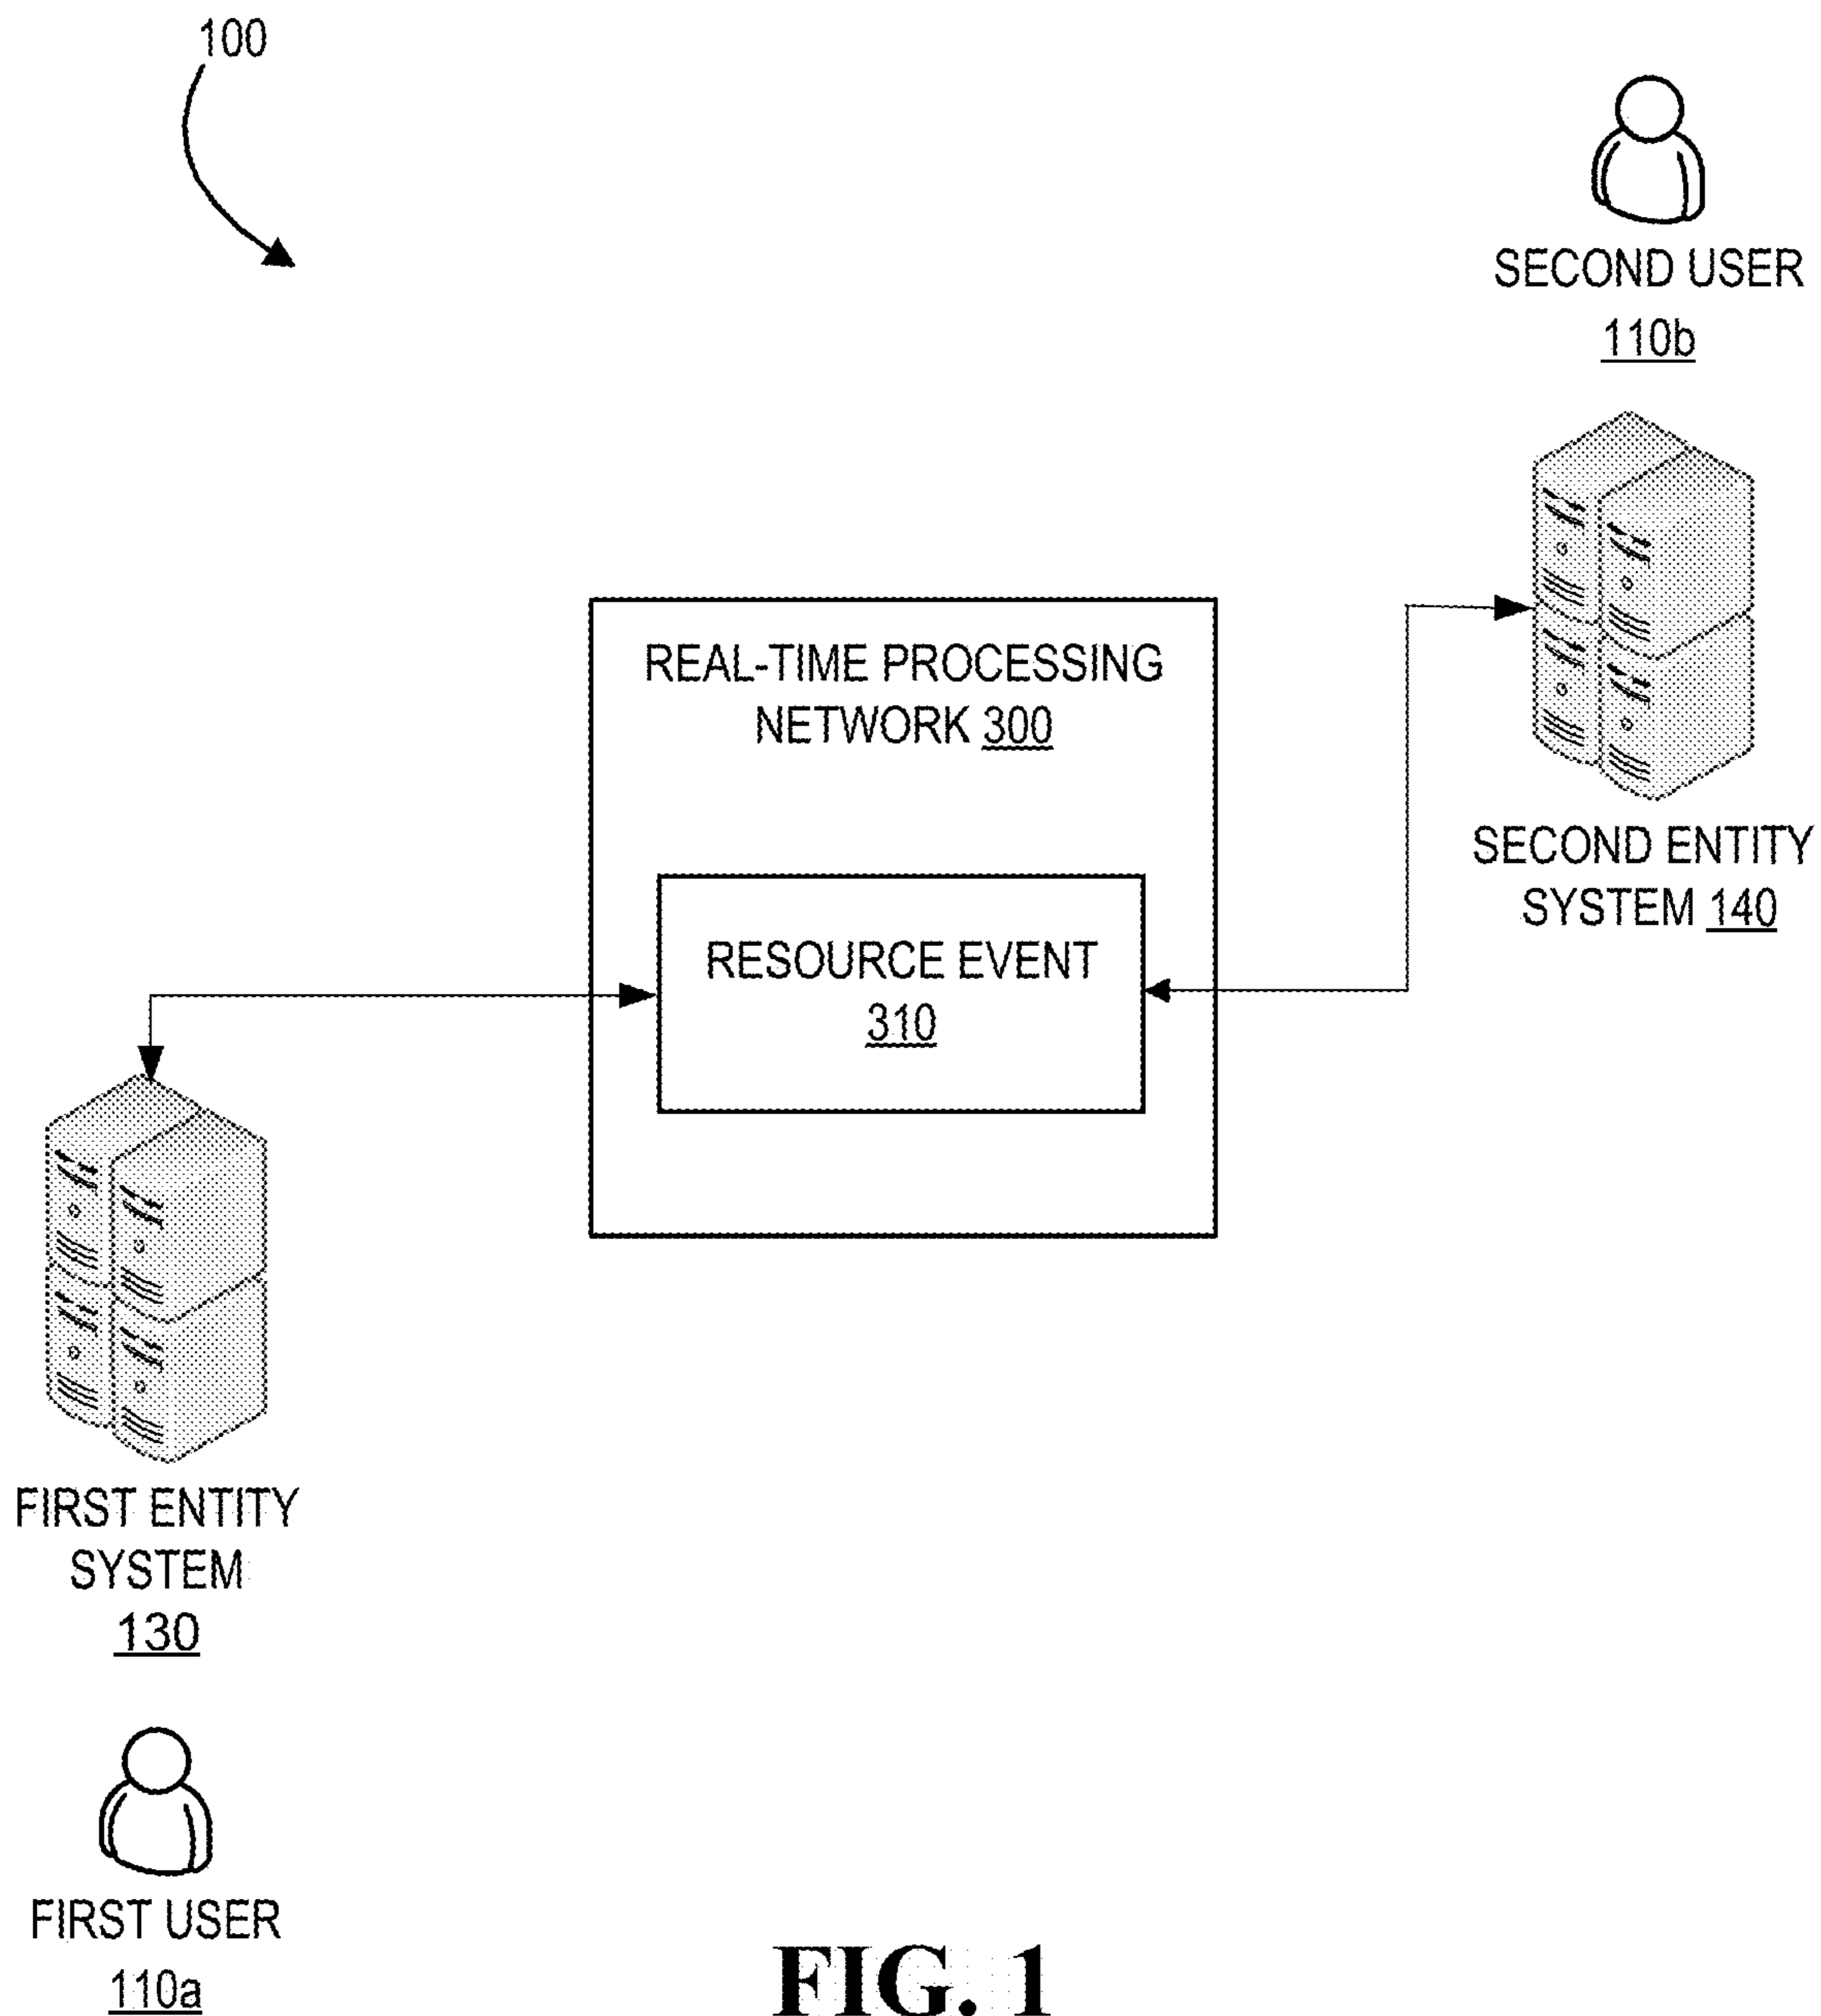 100
SECOND USER
110b
REAL-TIME PROCESSING
NETWORK 300
SECOND ENTITY
SYSTEM 140
RESOURCE EVENT
310
FIRST ENTITY
SYSTEM
130
FIRST USER
110a
FIG. 1